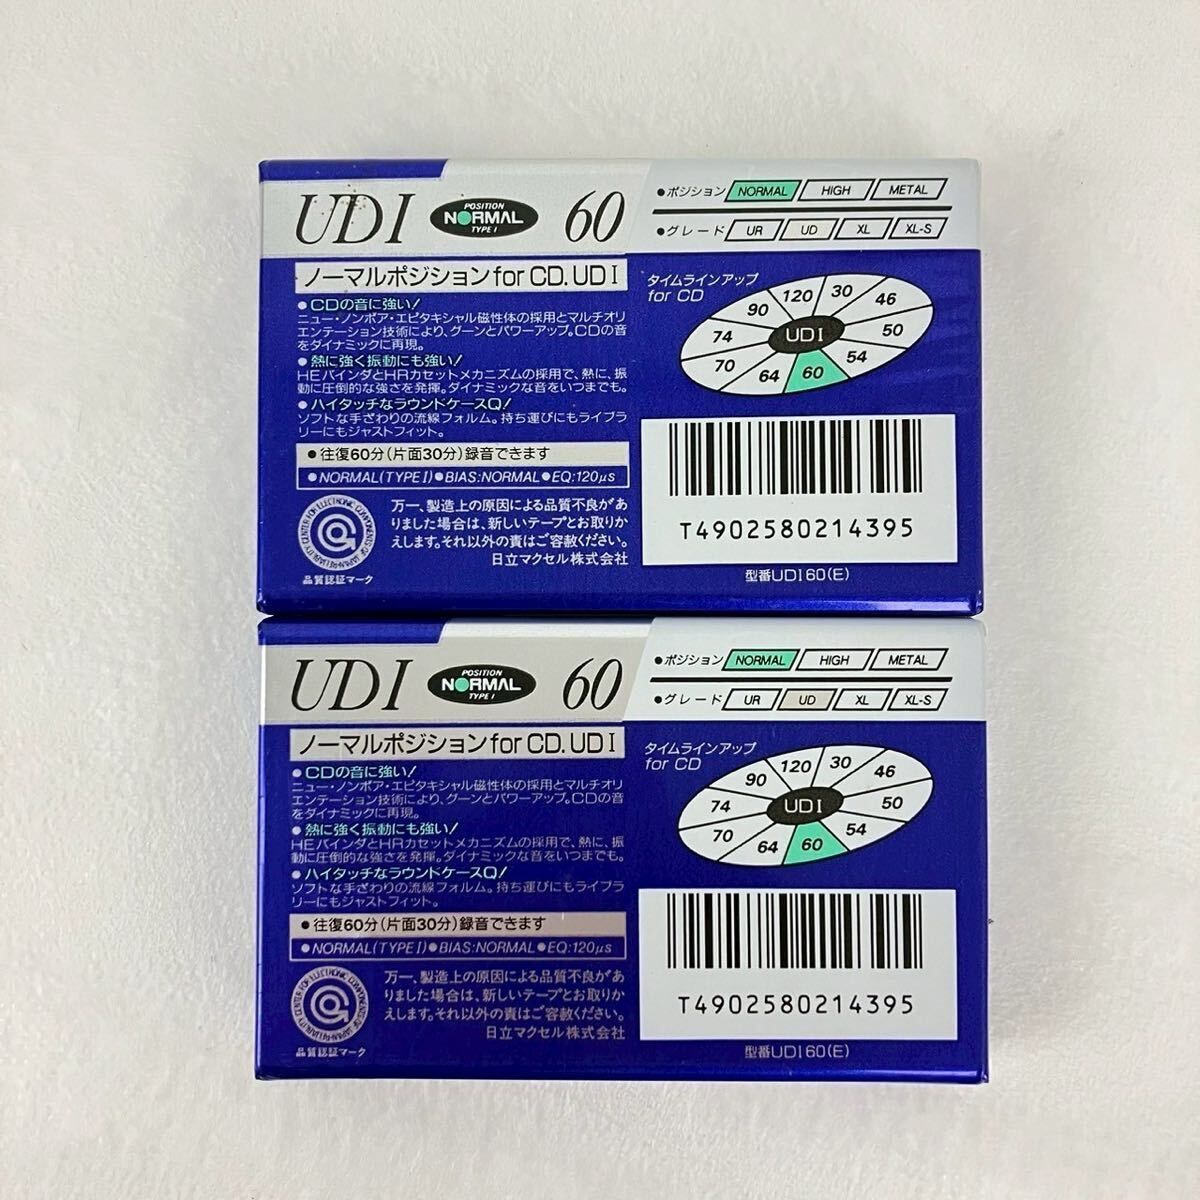 UDI
POSITION
NORMAL
TYPE I
60
●ポジション NORMAL HIGH METAL
●グレード UR UD XL XL-S
ノーマルポジション for CD. UD I
●CDの音に強い!
ニュー・ノンポア・エピタキシャル磁性体の採用とマルチオリ
エンテーション技術により、グーンとパワーアップ。CDの音
をダイナミックに再現。
●熱に強く振動にも強い!
HEバインダとHRカセットメカニズムの採用で、熱に、振
動に圧倒的な強さを発揮。ダイナミックな音をいつまでも。
●ハイタッチなラウンドケースQ!
ソフトな手ざわりの流線フォルム。持ち運びにもライブラ
リーにもジャストフィット。
●往復60分(片面30分)録音できます
●NORMAL(TYPE I)●BIAS:NORMAL●EQ:120μs
品質認証マーク
万一、製造上の原因による品質不良があ
りました場合は、新しいテープとお取りか
えします。それ以外の責はご容赦ください。
日立マクセル株式会社
タイムラインアップ
for CD
120 30 46 50 54 60 64 70 74 90
UDI
T4902580214395
型番UDI60(E)
UDI
POSITION
NORMAL
TYPE I
60
●ポジション NORMAL HIGH METAL
●グレード UR UD XL XL-S
ノーマルポジション for CD. UD I
●CDの音に強い!
ニュー・ノンポア・エピタキシャル磁性体の採用とマルチオリ
エンテーション技術により、グーンとパワーアップ。CDの音
をダイナミックに再現。
●熱に強く振動にも強い!
HEバインダとHRカセットメカニズムの採用で、熱に、振
動に圧倒的な強さを発揮。ダイナミックな音をいつまでも。
●ハイタッチなラウンドケースQ!
ソフトな手ざわりの流線フォルム。持ち運びにもライブラ
リーにもジャストフィット。
●往復60分(片面30分)録音できます
●NORMAL(TYPE I)●BIAS:NORMAL●EQ:120μs
品質認証マーク
万一、製造上の原因による品質不良があ
りました場合は、新しいテープとお取りか
えします。それ以外の責はご容赦ください。
日立マクセル株式会社
タイムラインアップ
for CD
120 30 46 50 54 60 64 70 74 90
UDI
T4902580214395
型番UDI60(E)